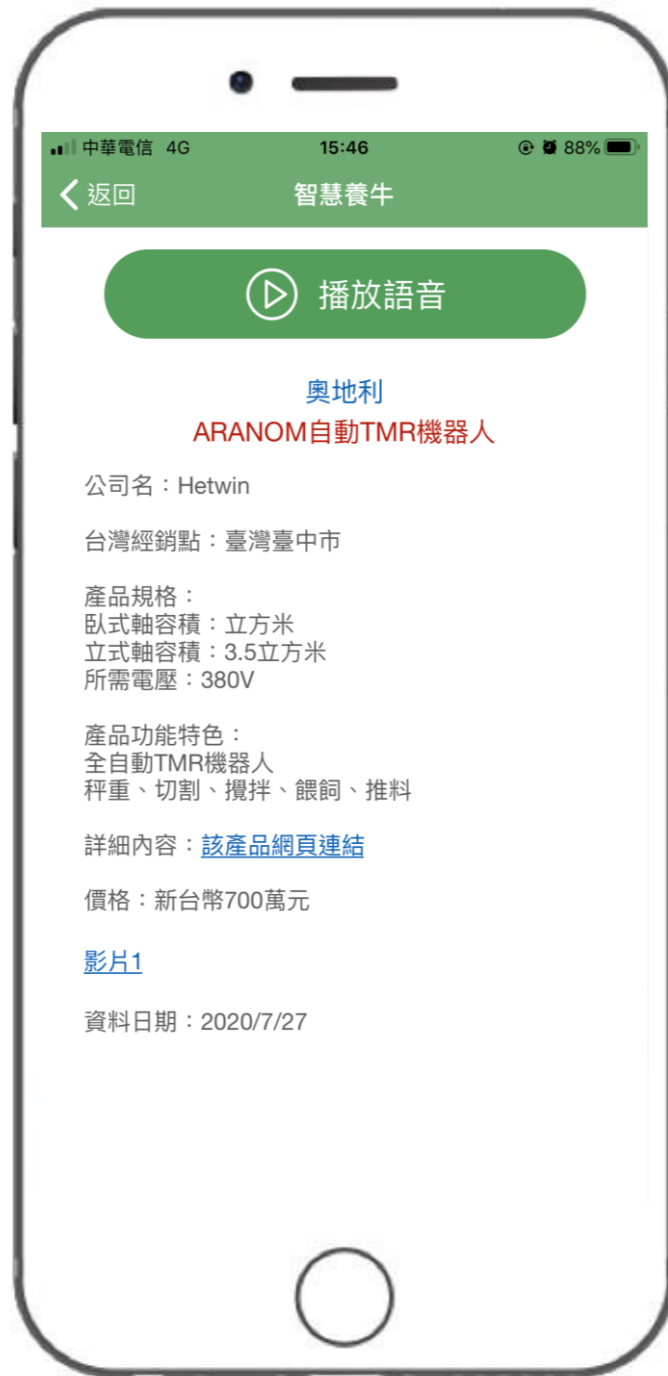 中華電信 4G 15:46 88%
返回 智慧養牛
播放語音
奧地利
ARANOM自動TMR機器人
公司名：Hetwin
台灣經銷點：臺灣臺中市
產品規格：
臥式軸容積：立方米
立式軸容積：3.5立方米
所需電壓：380V
產品功能特色：
全自動TMR機器人
秤重、切割、攪拌、餵飼、推料
詳細內容：該產品網頁連結
價格：新台幣700萬元
影片1
資料日期：2020/7/27